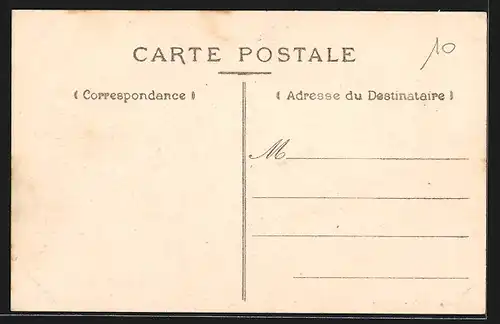 CARTE POSTALE
10
( Correspondance )
( Adresse du Destinataire )
M